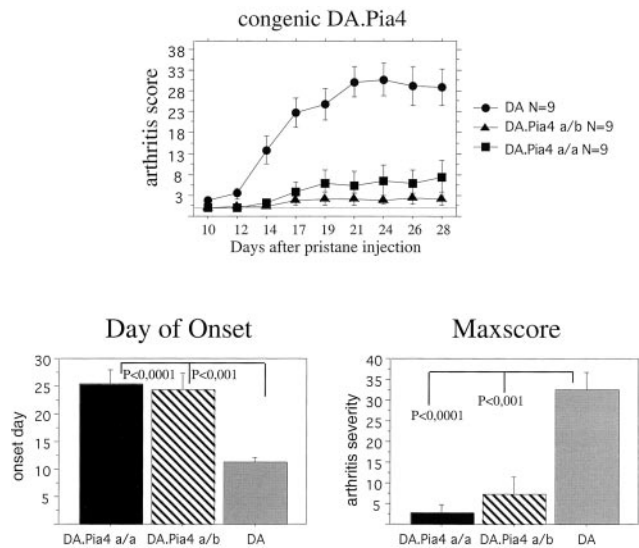 congenic DA.Pia4
arthritis score
38
33
28
23
18
13
8
3
10 12 14 17 19 21 24 26 28
Days after pristane injection
DA N=9
DA.Pia4 a/b N=9
DA.Pia4 a/a N=9
Day of Onset
onset day
30
25
20
15
10
5
P<0,0001 P<0,001
DA.Pia4 a/a DA.Pia4 a/b DA
Maxscore
arthritis severity
40
35
30
25
20
15
10
5
P<0,0001
P<0,001
DA.Pia4 a/a DA.Pia4 a/b DA